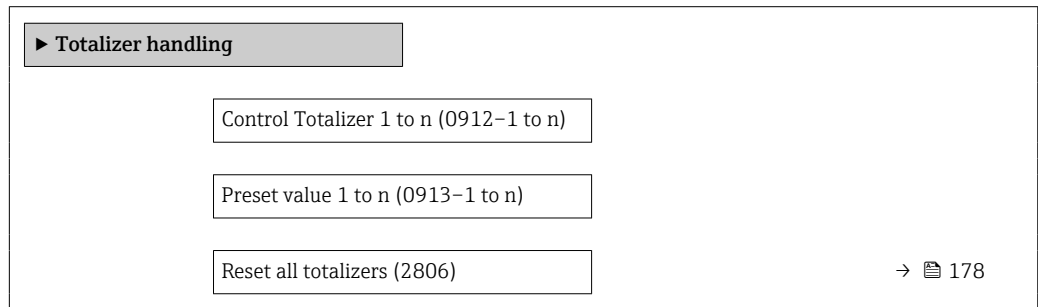 ▶ Totalizer handling
Control Totalizer 1 to n (0912–1 to n)
Preset value 1 to n (0913–1 to n)
Reset all totalizers (2806) → 178